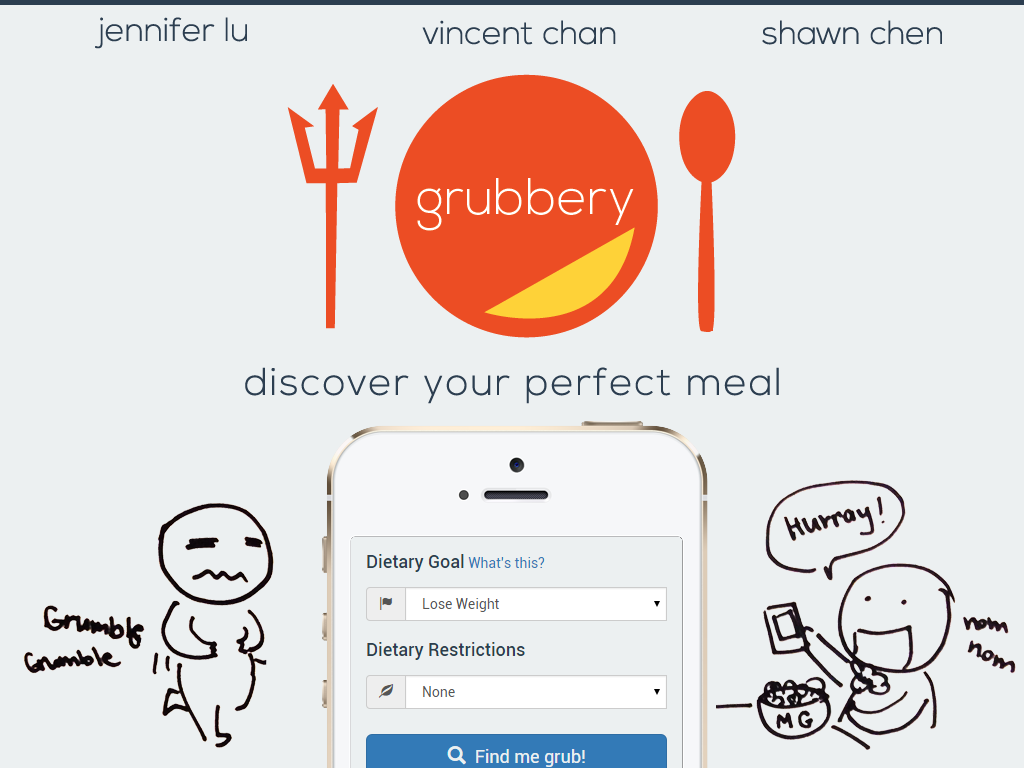 jennifer lu
vincent chan
shawn chen
grubbery
discover your perfect meal
Hurray!
Dietary Goal What's this?
Lose Weight
Grumble
Grumble
nom
nom
Dietary Restrictions
None
MG
Find me grub!